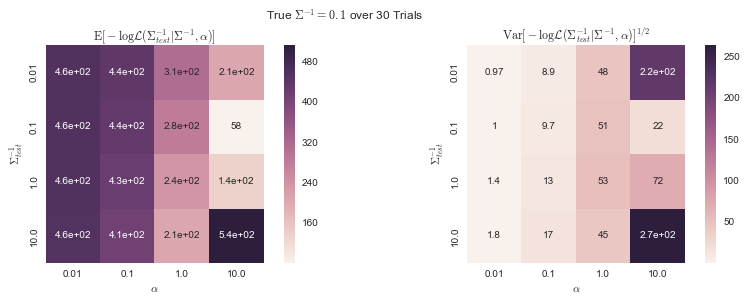 True Σ⁻¹ = 0.1 over 30 Trials
E[− log ℒ(Σ⁻¹_test|Σ⁻¹, α)]
0.01 4.6e+02 4.4e+02 3.1e+02 2.1e+02
0.1 4.6e+02 4.4e+02 2.8e+02 58
1.0 4.6e+02 4.3e+02 2.4e+02 1.4e+02
10.0 4.6e+02 4.1e+02 2.1e+02 5.4e+02
Σ⁻¹_test
0.01 0.1 1.0 10.0
α
480
400
320
240
160
Var[− log ℒ(Σ⁻¹_test|Σ⁻¹, α)]^1/2
0.01 0.97 8.9 48 2.2e+02
0.1 1 9.7 51 22
1.0 1.4 13 53 72
10.0 1.8 17 45 2.7e+02
Σ⁻¹_test
0.01 0.1 1.0 10.0
α
250
200
150
100
50